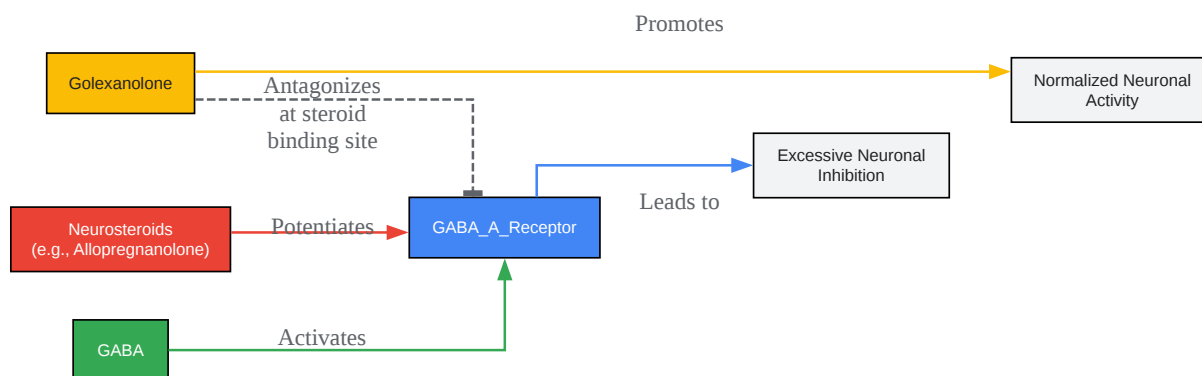 Promotes
Golexanolone
Normalized Neuronal
Activity
Antagonizes
at steroid
binding site
Excessive Neuronal
Inhibition
Leads to
Neurosteroids
(e.g., Allopregnanolone)
Potentiates
GABA_A_Receptor
Activates
GABA